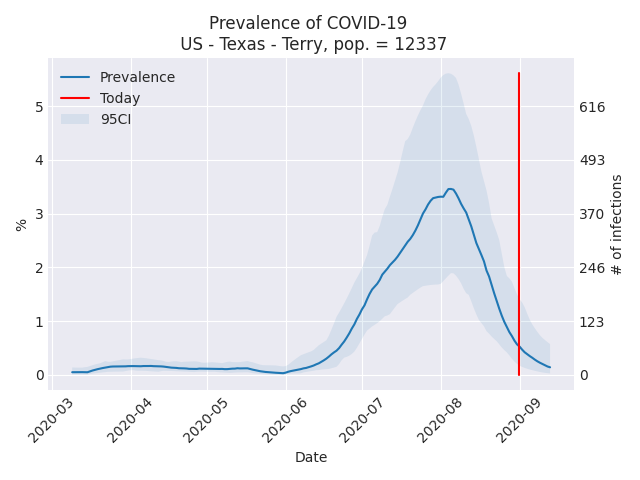 Prevalence of COVID-19
US - Texas - Terry, pop. = 12337
Prevalence
Today
95CI
5
4
3
2
1
0
%
616
493
370
246
123
0
# of infections
2020-03
2020-04
2020-05
2020-06
2020-07
2020-08
2020-09
Date